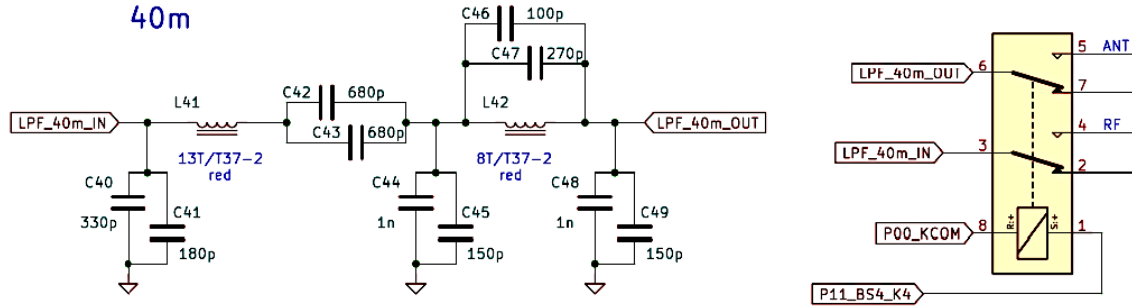 40m
C46 100p
C47 270p
L41
C42 680p
L42
LPF_40m_IN
LPF_40m_OUT
C43 680p
13T/T37-2
red
8T/T37-2
red
C40
330p
C41
180p
C44
1n
C45
150p
C48
1n
C49
150p
5 ANT
LPF_40m_OUT 6
7
4 RF
LPF_40m_IN 3
2
P00_KCOM 8
R:+
S:+
1
P11_BS4_K4